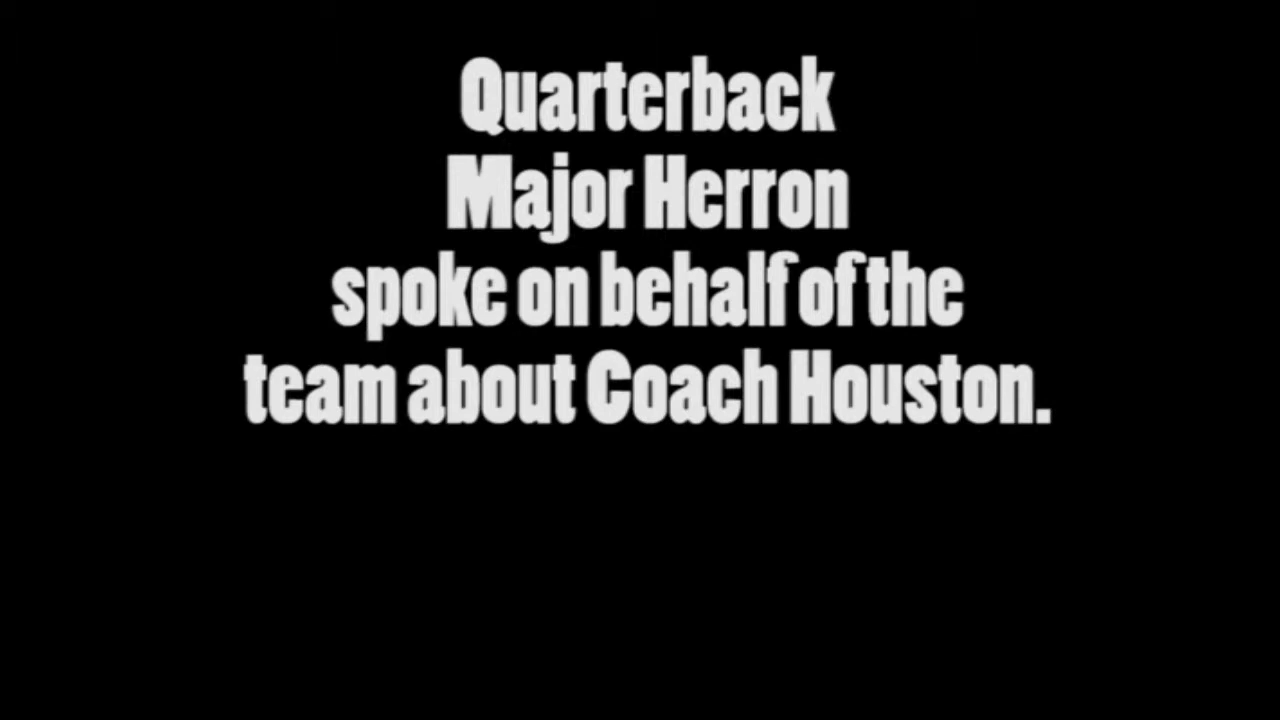 Quarterback
Major Herron
spoke on behalf of the
team about Coach Houston.